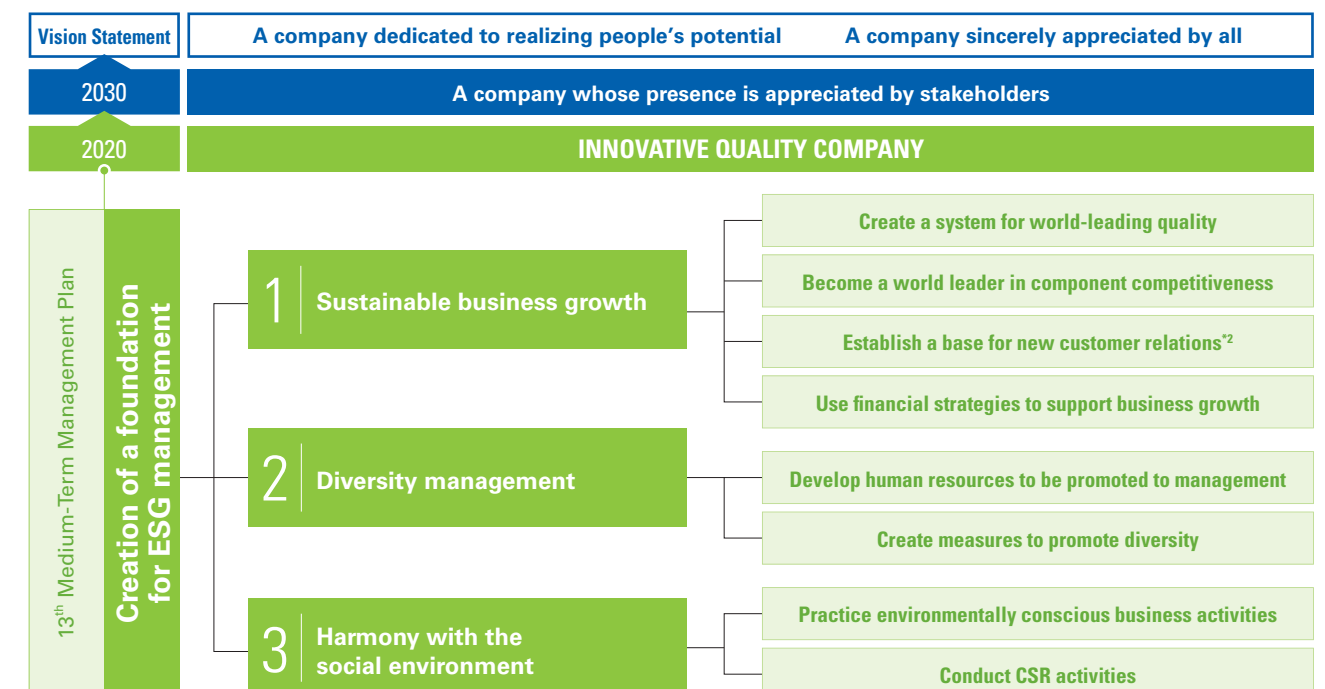 Vision Statement
A company dedicated to realizing people's potential A company sincerely appreciated by all
2030
A company whose presence is appreciated by stakeholders
2020
INNOVATIVE QUALITY COMPANY
13th Medium-Term Management Plan
Creation of a foundation
for ESG management
1 Sustainable business growth
Create a system for world-leading quality
Become a world leader in component competitiveness
Establish a base for new customer relations*2
Use financial strategies to support business growth
2 Diversity management
Develop human resources to be promoted to management
Create measures to promote diversity
3 Harmony with the
social environment
Practice environmentally conscious business activities
Conduct CSR activities